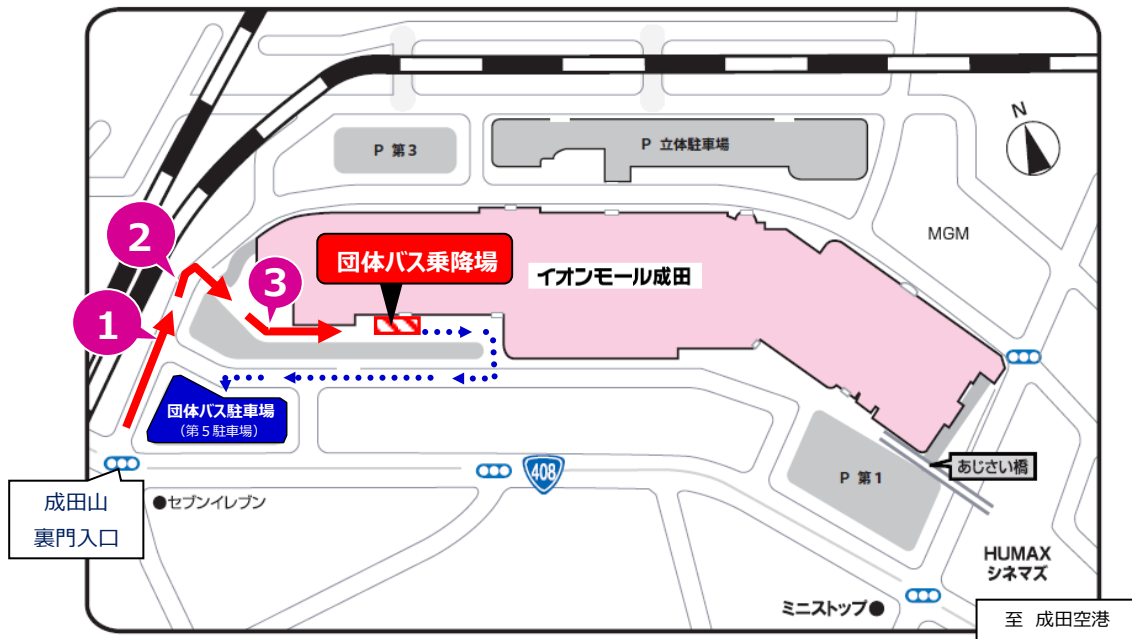 N
P 第3
P 立体駐車場
MGM
2
団体バス乗降場
イオンモール成田
3
1
団体バス駐車場
(第5駐車場)
408
P 第1
あじさい橋
成田山
裏門入口
●セブンイレブン
HUMAX
シネマズ
ミニストップ●
至 成田空港